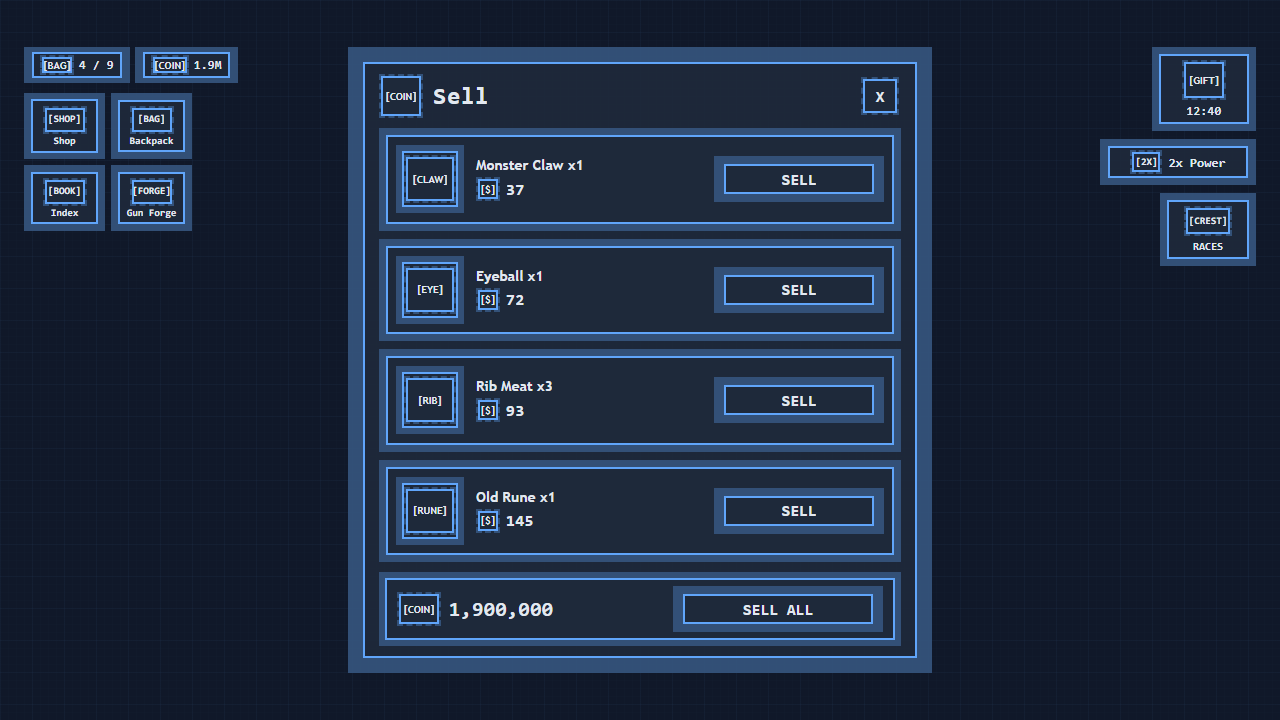 [BAG] 4 / 9
[COIN] 1.9M
[SHOP]
Shop
[BAG]
Backpack
[BOOK]
Index
[FORGE]
Gun Forge
[COIN] Sell
X
[CLAW]
Monster Claw x1
[$] 37
SELL
[EYE]
Eyeball x1
[$] 72
SELL
[RIB]
Rib Meat x3
[$] 93
SELL
[RUNE]
Old Rune x1
[$] 145
SELL
[COIN] 1,900,000
SELL ALL
[GIFT]
12:40
[2X] 2x Power
[CREST]
RACES